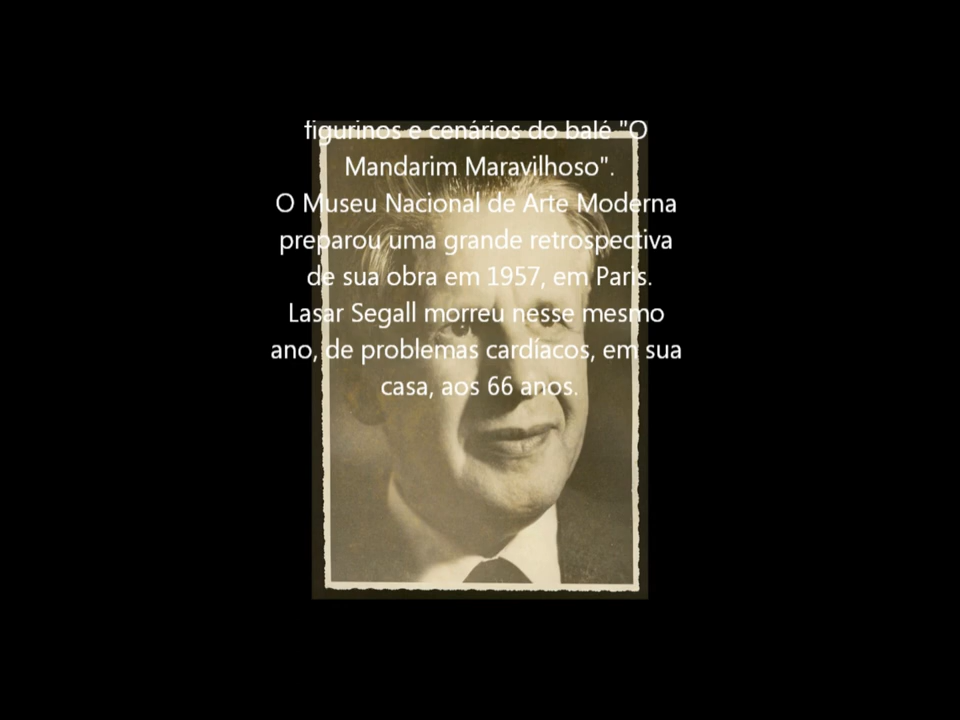 figurinos e cenários do balé "O
Mandarim Maravilhoso".
O Museu Nacional de Arte Moderna
preparou uma grande retrospectiva
de sua obra em 1957, em Paris.
Lasar Segall morreu nesse mesmo
ano, de problemas cardíacos, em sua
casa, aos 66 anos.